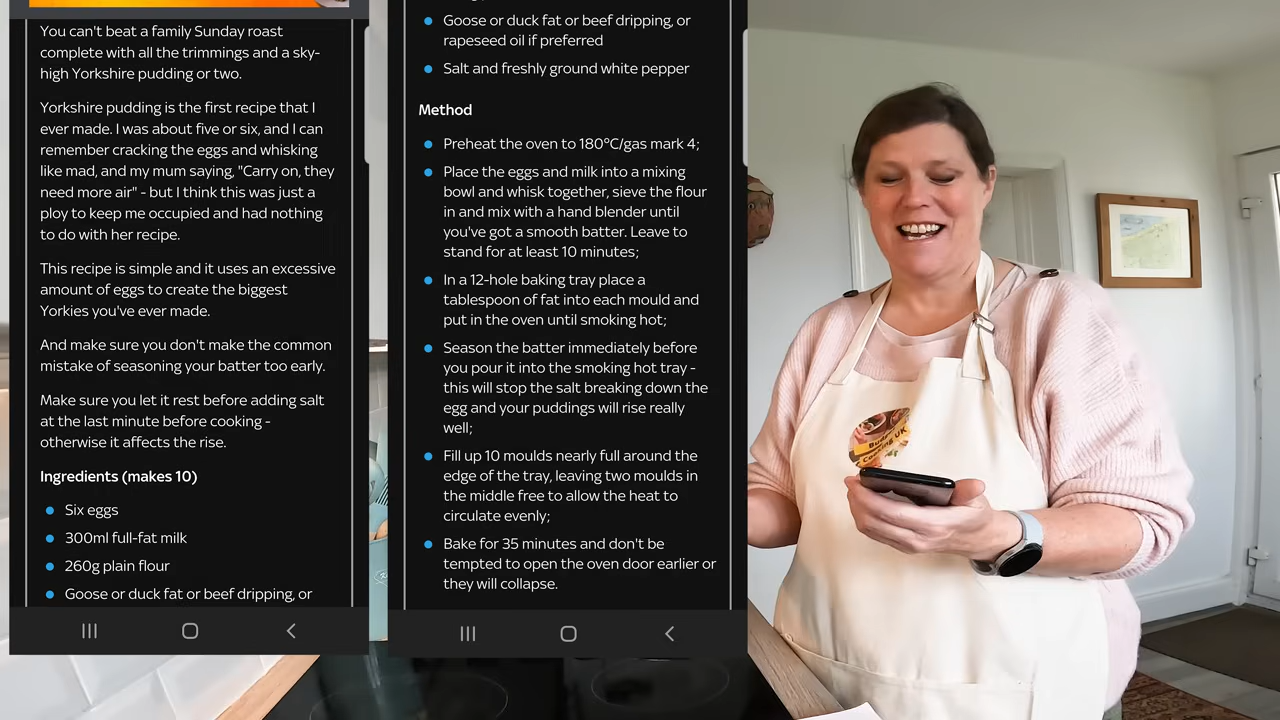 You can't beat a family Sunday roast
complete with all the trimmings and a sky-
high Yorkshire pudding or two.
Yorkshire pudding is the first recipe that I
ever made. I was about five or six, and I can
remember cracking the eggs and whisking
like mad, and my mum saying, "Carry on, they
need more air" - but I think this was just a
ploy to keep me occupied and had nothing
to do with her recipe.
This recipe is simple and it uses an excessive
amount of eggs to create the biggest
Yorkies you've ever made.
And make sure you don't make the common
mistake of seasoning your batter too early.
Make sure you let it rest before adding salt
at the last minute before cooking -
otherwise it affects the rise.
Ingredients (makes 10)
Six eggs
300ml full-fat milk
260g plain flour
Goose or duck fat or beef dripping, or
Goose or duck fat or beef dripping, or
rapeseed oil if preferred
Salt and freshly ground white pepper
Method
Preheat the oven to 180°C/gas mark 4;
Place the eggs and milk into a mixing
bowl and whisk together, sieve the flour
in and mix with a hand blender until
you've got a smooth batter. Leave to
stand for at least 10 minutes;
In a 12-hole baking tray place a
tablespoon of fat into each mould and
put in the oven until smoking hot;
Season the batter immediately before
you pour it into the smoking hot tray -
this will stop the salt breaking down the
egg and your puddings will rise really
well;
Fill up 10 moulds nearly full around the
edge of the tray, leaving two moulds in
the middle free to allow the heat to
circulate evenly;
Bake for 35 minutes and don't be
tempted to open the oven door earlier or
they will collapse.
Cooking UK